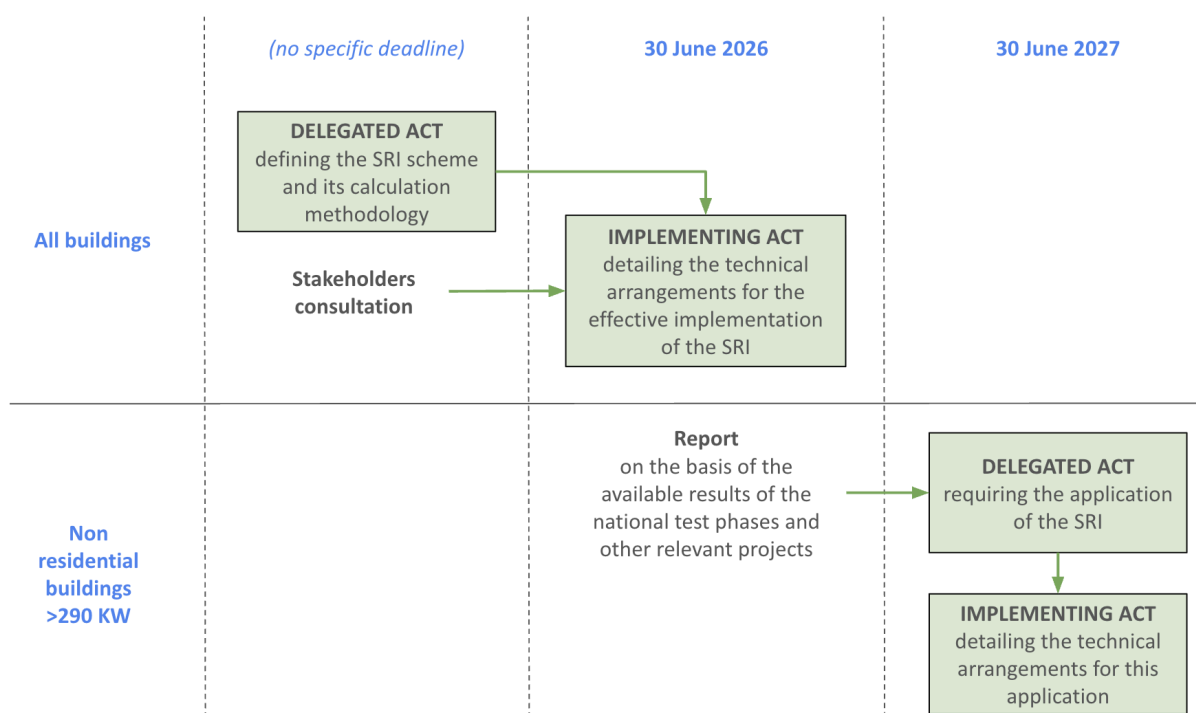 (no specific deadline)
30 June 2026
30 June 2027
All buildings
DELEGATED ACT
defining the SRI scheme
and its calculation
methodology
Stakeholders
consultation
IMPLEMENTING ACT
detailing the technical
arrangements for the
effective implementation
of the SRI
Non
residential
buildings
>290 KW
Report
on the basis of the
available results of the
national test phases and
other relevant projects
DELEGATED ACT
requiring the application
of the SRI
IMPLEMENTING ACT
detailing the technical
arrangements for this
application